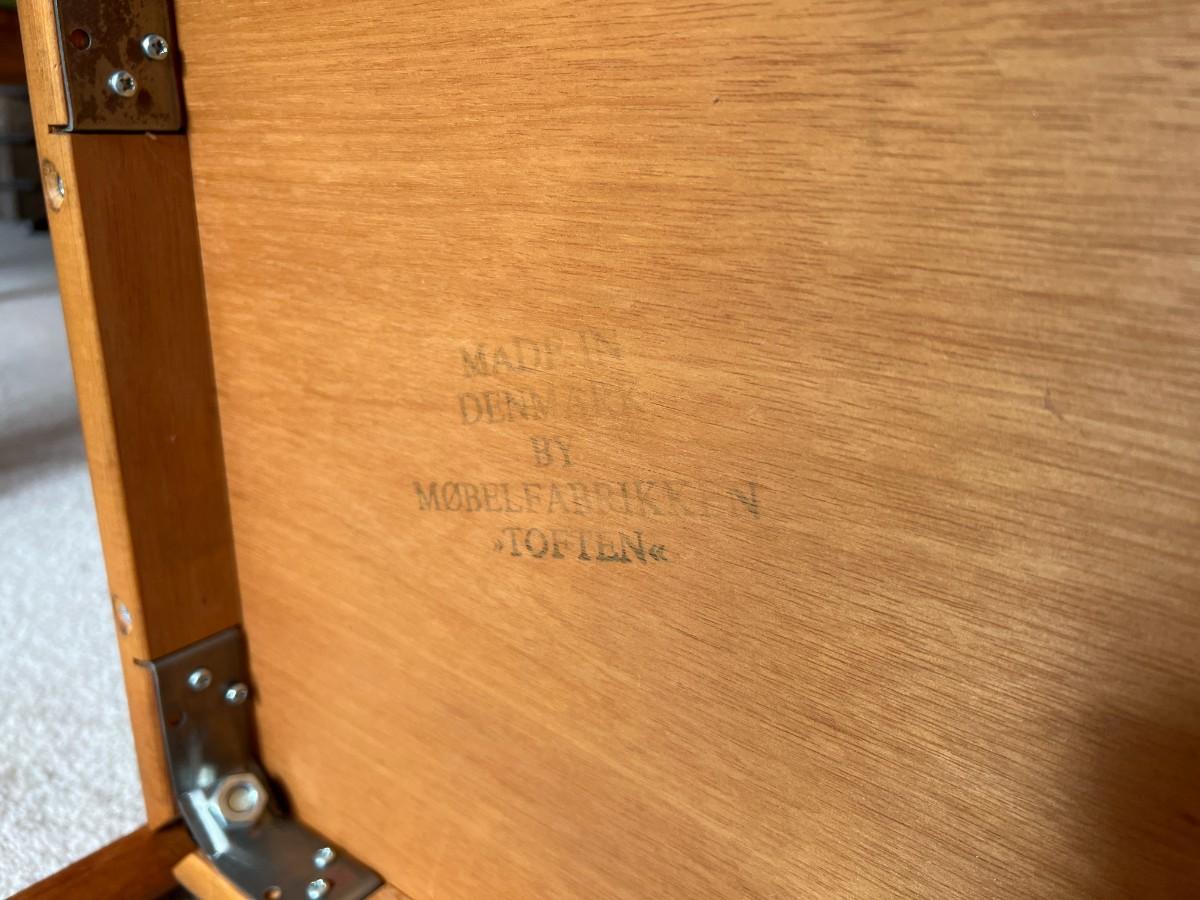 MADE IN
DENMARK
BY
MØBELFABRIKKEN
»TOFTEN«